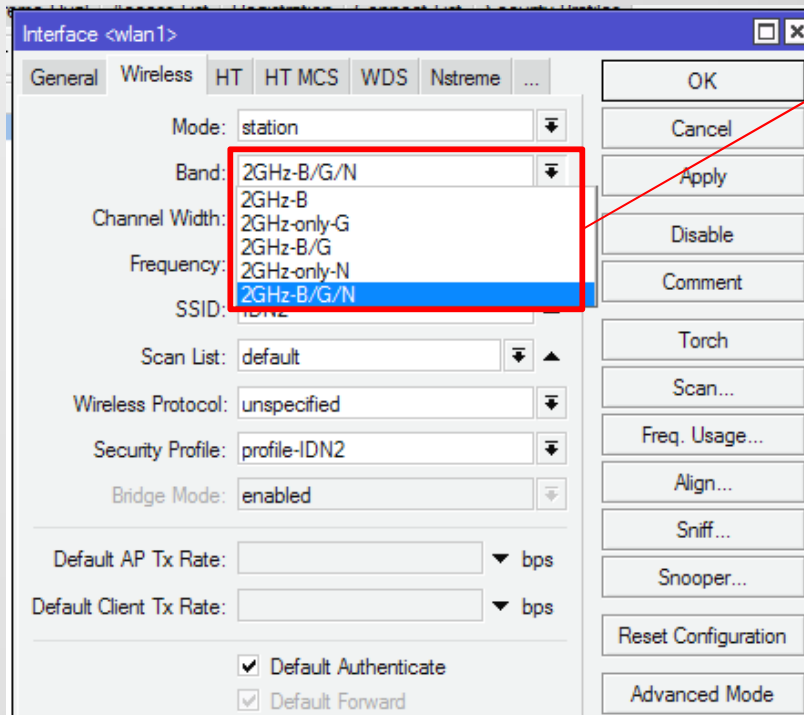 Interface <wlan1>
General Wireless HT HT MCS WDS Nstreme ...
Mode: station
Band: 2GHz-B/G/N
2GHz-B
2GHz-only-G
2GHz-B/G
2GHz-only-N
2GHz-B/G/N
Channel Width:
Frequency:
SSID: IDN2
Scan List: default
Wireless Protocol: unspecified
Security Profile: profile-IDN2
Bridge Mode: enabled
Default AP Tx Rate: bps
Default Client Tx Rate: bps
Default Authenticate
Default Forward
OK
Cancel
Apply
Disable
Comment
Torch
Scan...
Freq. Usage...
Align...
Sniff...
Snooper...
Reset Configuration
Advanced Mode